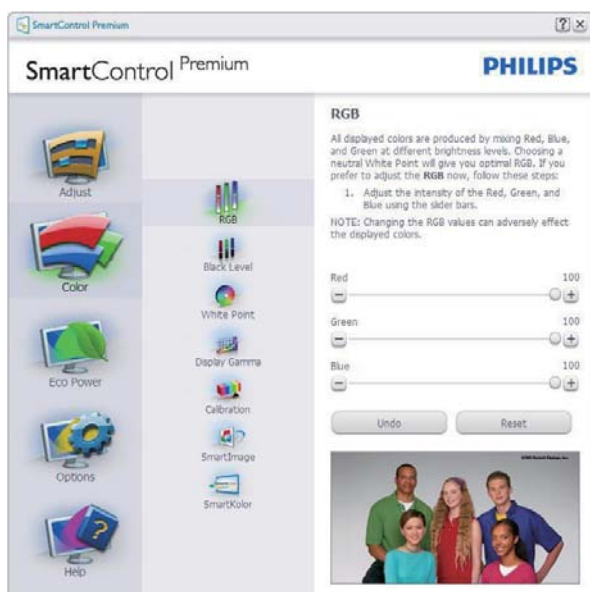 SmartControl Premium
SmartControl Premium
PHILIPS
Adjust
Color
Eco Power
Options
Help
RGB
Black Level
White Point
Display Gamma
Calibration
SmartImage
SmartKolor
RGB
All displayed colors are produced by mixing Red, Blue,
and Green at different brightness levels. Choosing a
neutral White Point will give you optimal RGB. If you
prefer to adjust the RGB now, follow these steps:
1. Adjust the intensity of the Red, Green, and
Blue using the slider bars.
NOTE: Changing the RGB values can adversely effect
the displayed colors.
Red 100
Green 100
Blue 100
Undo
Reset